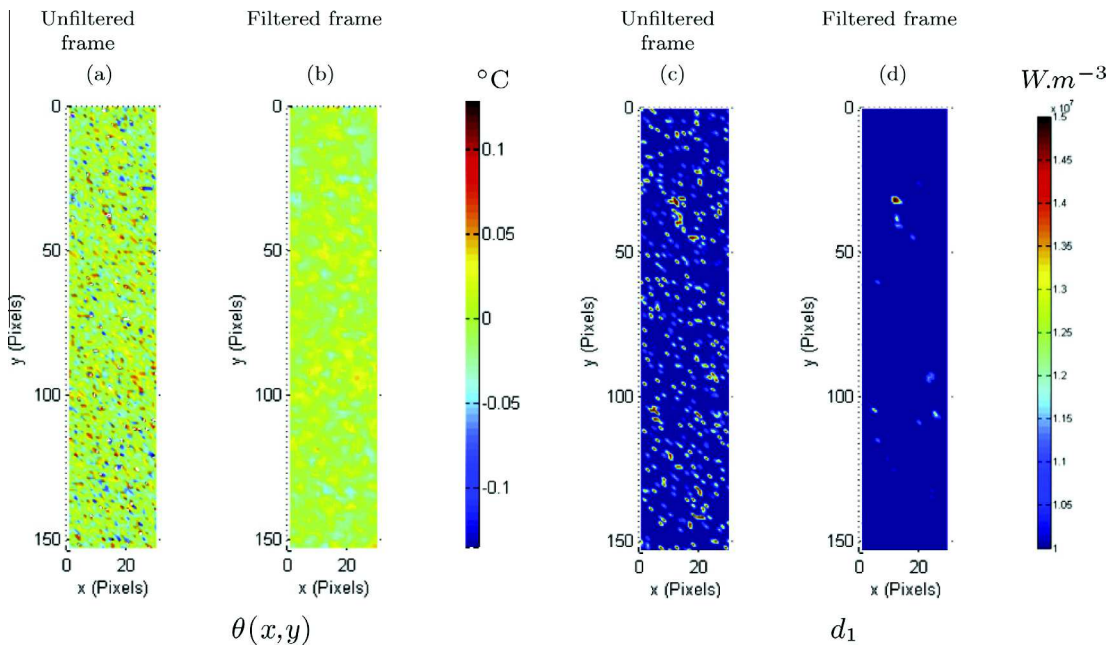 Unfiltered frame
(a)
Filtered frame
(b)
°C
Unfiltered frame
(c)
Filtered frame
(d)
W.m⁻³
0
50
100
150
y (Pixels)
0 20
x (Pixels)
0
50
100
150
y (Pixels)
0 20
x (Pixels)
0.1
0.05
0
-0.05
-0.1
0
50
100
150
y (Pixels)
0 20
x (Pixels)
0
50
100
150
y (Pixels)
0 20
x (Pixels)
×10⁷
1.5
1.45
1.4
1.35
1.3
1.25
1.2
1.15
1.1
1.05
1
θ(x,y)
d₁